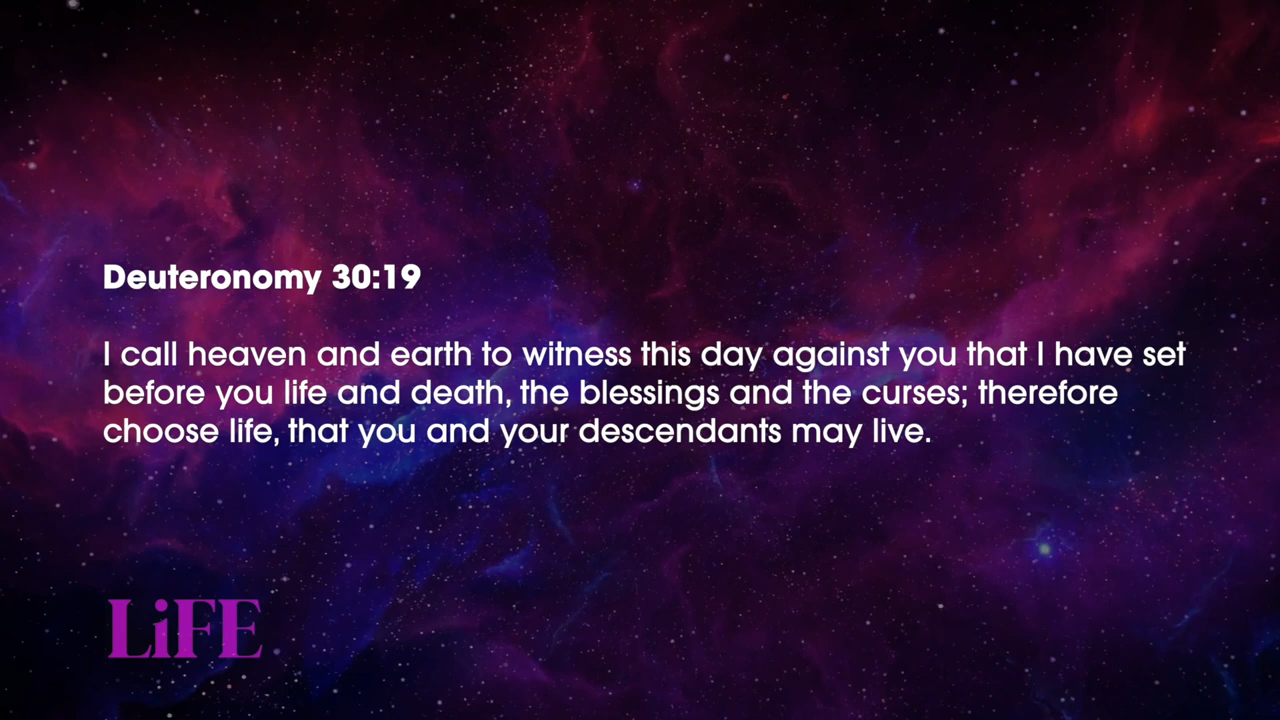 Deuteronomy 30:19
I call heaven and earth to witness this day against you that I have set
before you life and death, the blessings and the curses; therefore
choose life, that you and your descendants may live.
LiFE